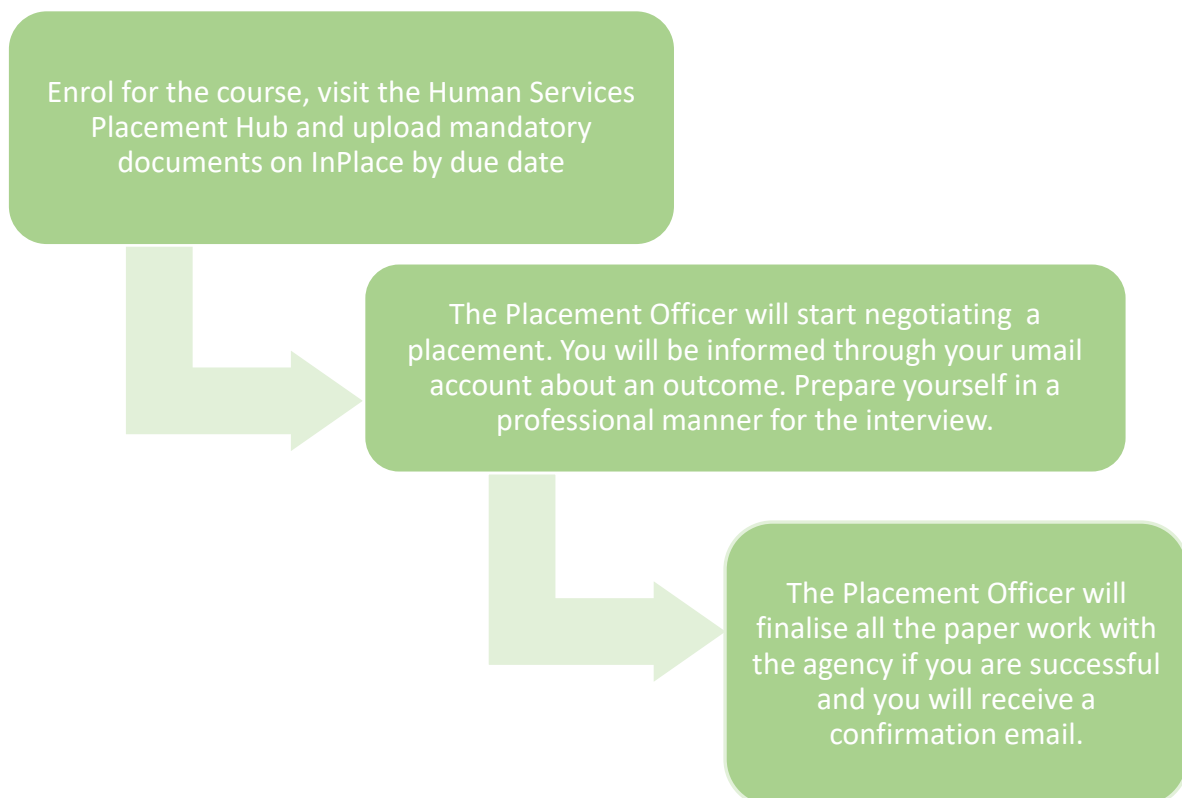 Enrol for the course, visit the Human Services
Placement Hub and upload mandatory
documents on InPlace by due date
The Placement Officer will start negotiating  a
placement. You will be informed through your umail
account about an outcome. Prepare yourself in a
professional manner for the interview.
The Placement Officer will
finalise all the paper work with
the agency if you are successful
and you will receive a
confirmation email.